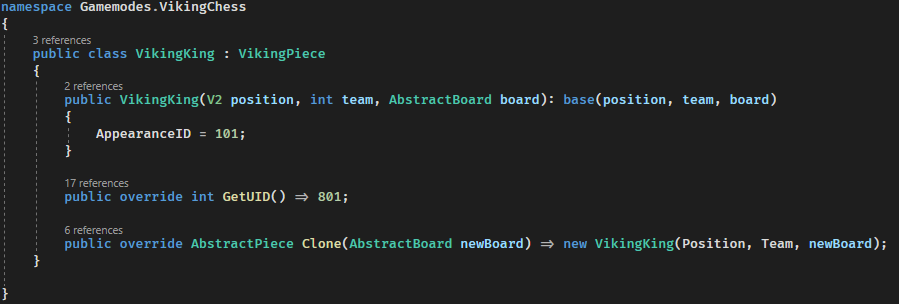 namespace Gamemodes.VikingChess
{
3 references
public class VikingKing : VikingPiece
{
2 references
public VikingKing(V2 position, int team, AbstractBoard board): base(position, team, board)
{
AppearanceID = 101;
}
17 references
public override int GetUID() => 801;
6 references
public override AbstractPiece Clone(AbstractBoard newBoard) => new VikingKing(Position, Team, newBoard);
}
}